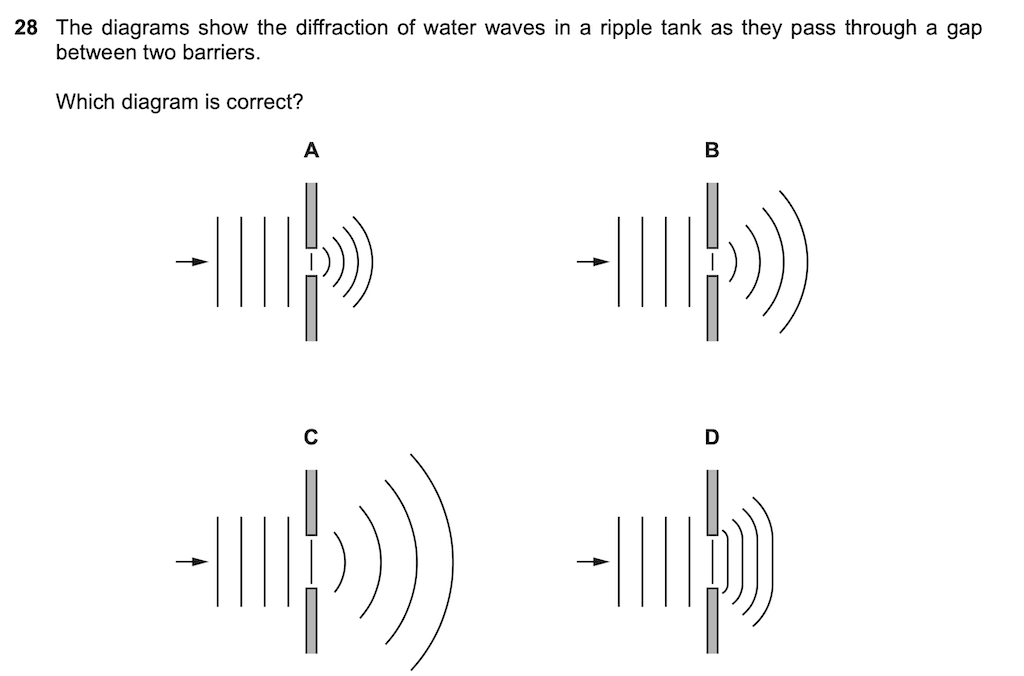 28 The diagrams show the diffraction of water waves in a ripple tank as they pass through a gap
between two barriers.
Which diagram is correct?
A
B
C
D